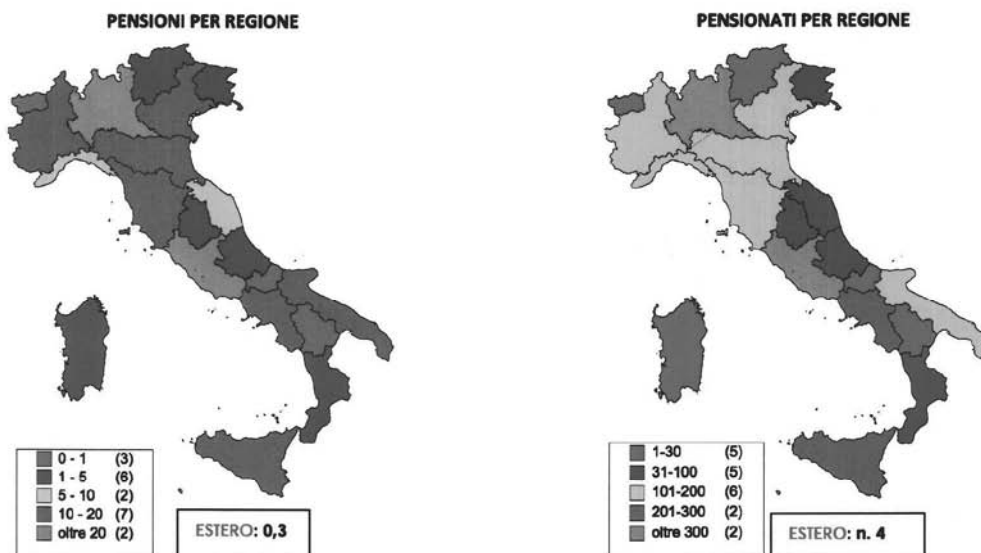 PENSIONI PER REGIONE
0 - 1 (3)
1 - 5 (6)
5 - 10 (2)
10 - 20 (7)
oltre 20 (2)
ESTERO: 0,3
PENSIONATI PER REGIONE
1-30 (5)
31-100 (5)
101-200 (6)
201-300 (2)
oltre 300 (2)
ESTERO: n. 4